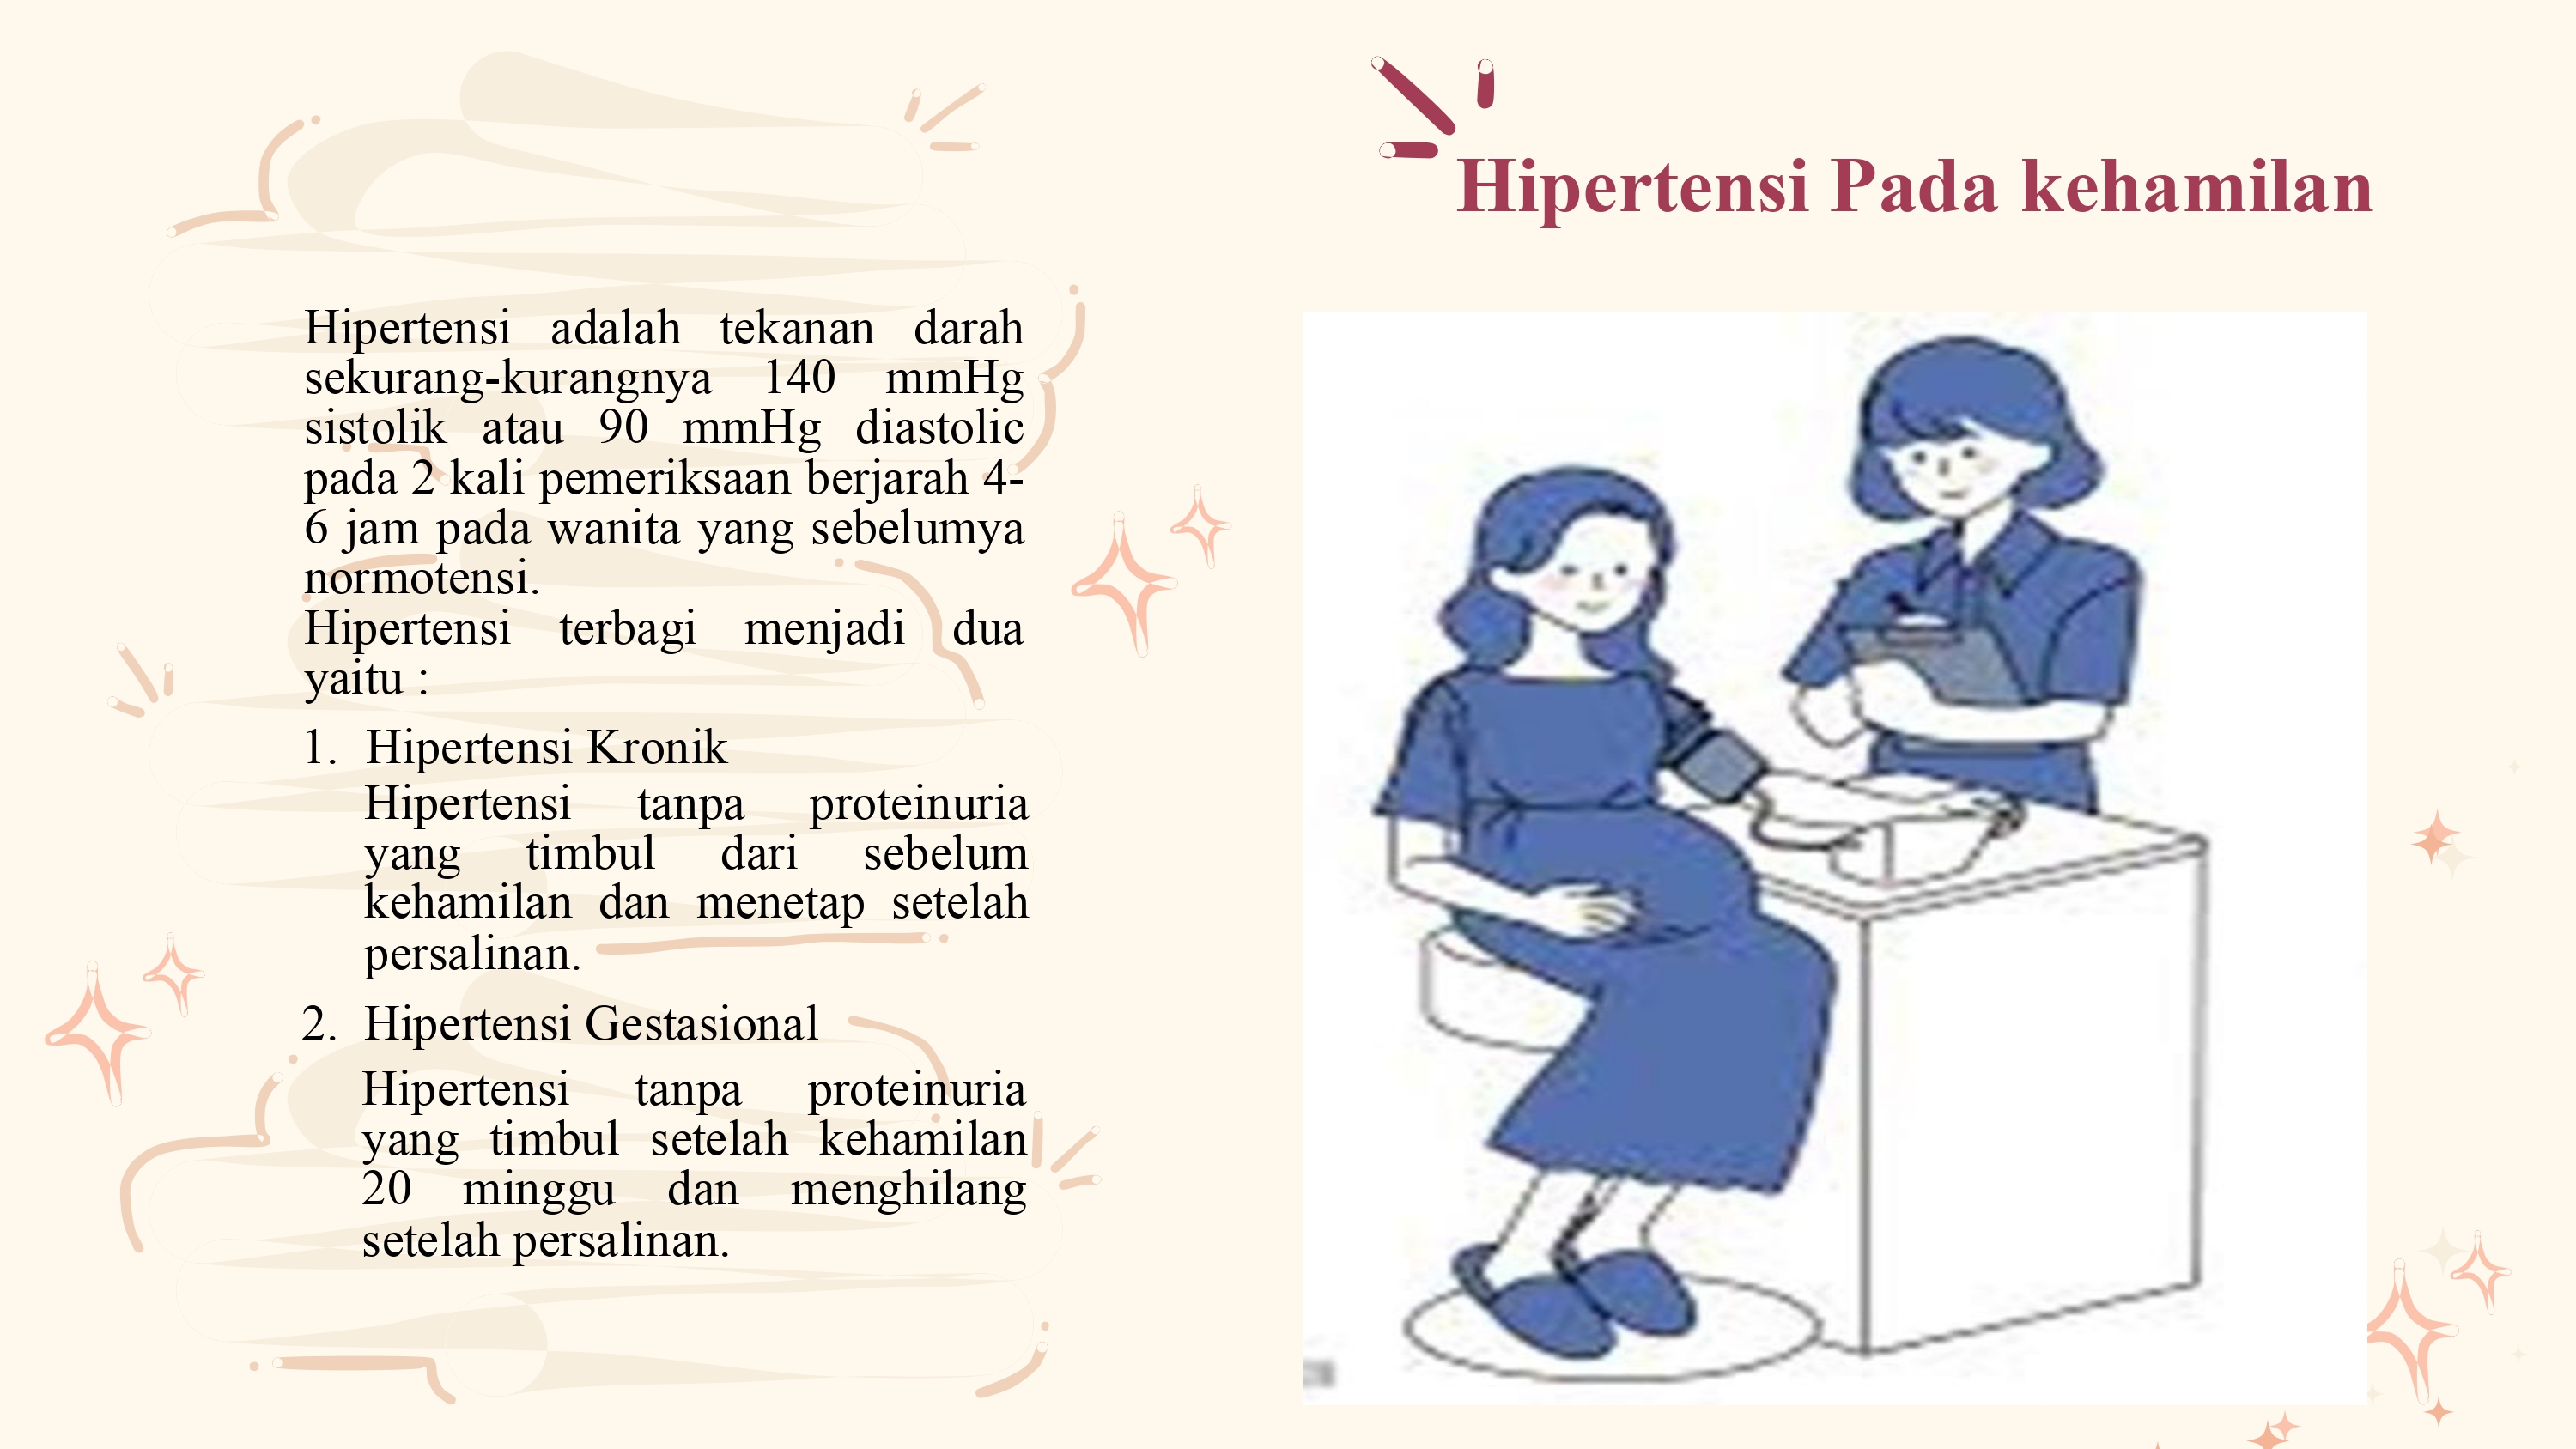 Hipertensi Pada kehamilan
Hipertensi adalah tekanan darah
sekurang-kurangnya 140 mmHg
sistolik atau 90 mmHg diastolic
pada 2 kali pemeriksaan berjarah 4-
6 jam pada wanita yang sebelumya
normotensi.
Hipertensi terbagi menjadi dua
yaitu :
1. Hipertensi Kronik
Hipertensi tanpa proteinuria
yang timbul dari sebelum
kehamilan dan menetap setelah
persalinan.
2. Hipertensi Gestasional
Hipertensi tanpa proteinuria
yang timbul setelah kehamilan
20 minggu dan menghilang
setelah persalinan.